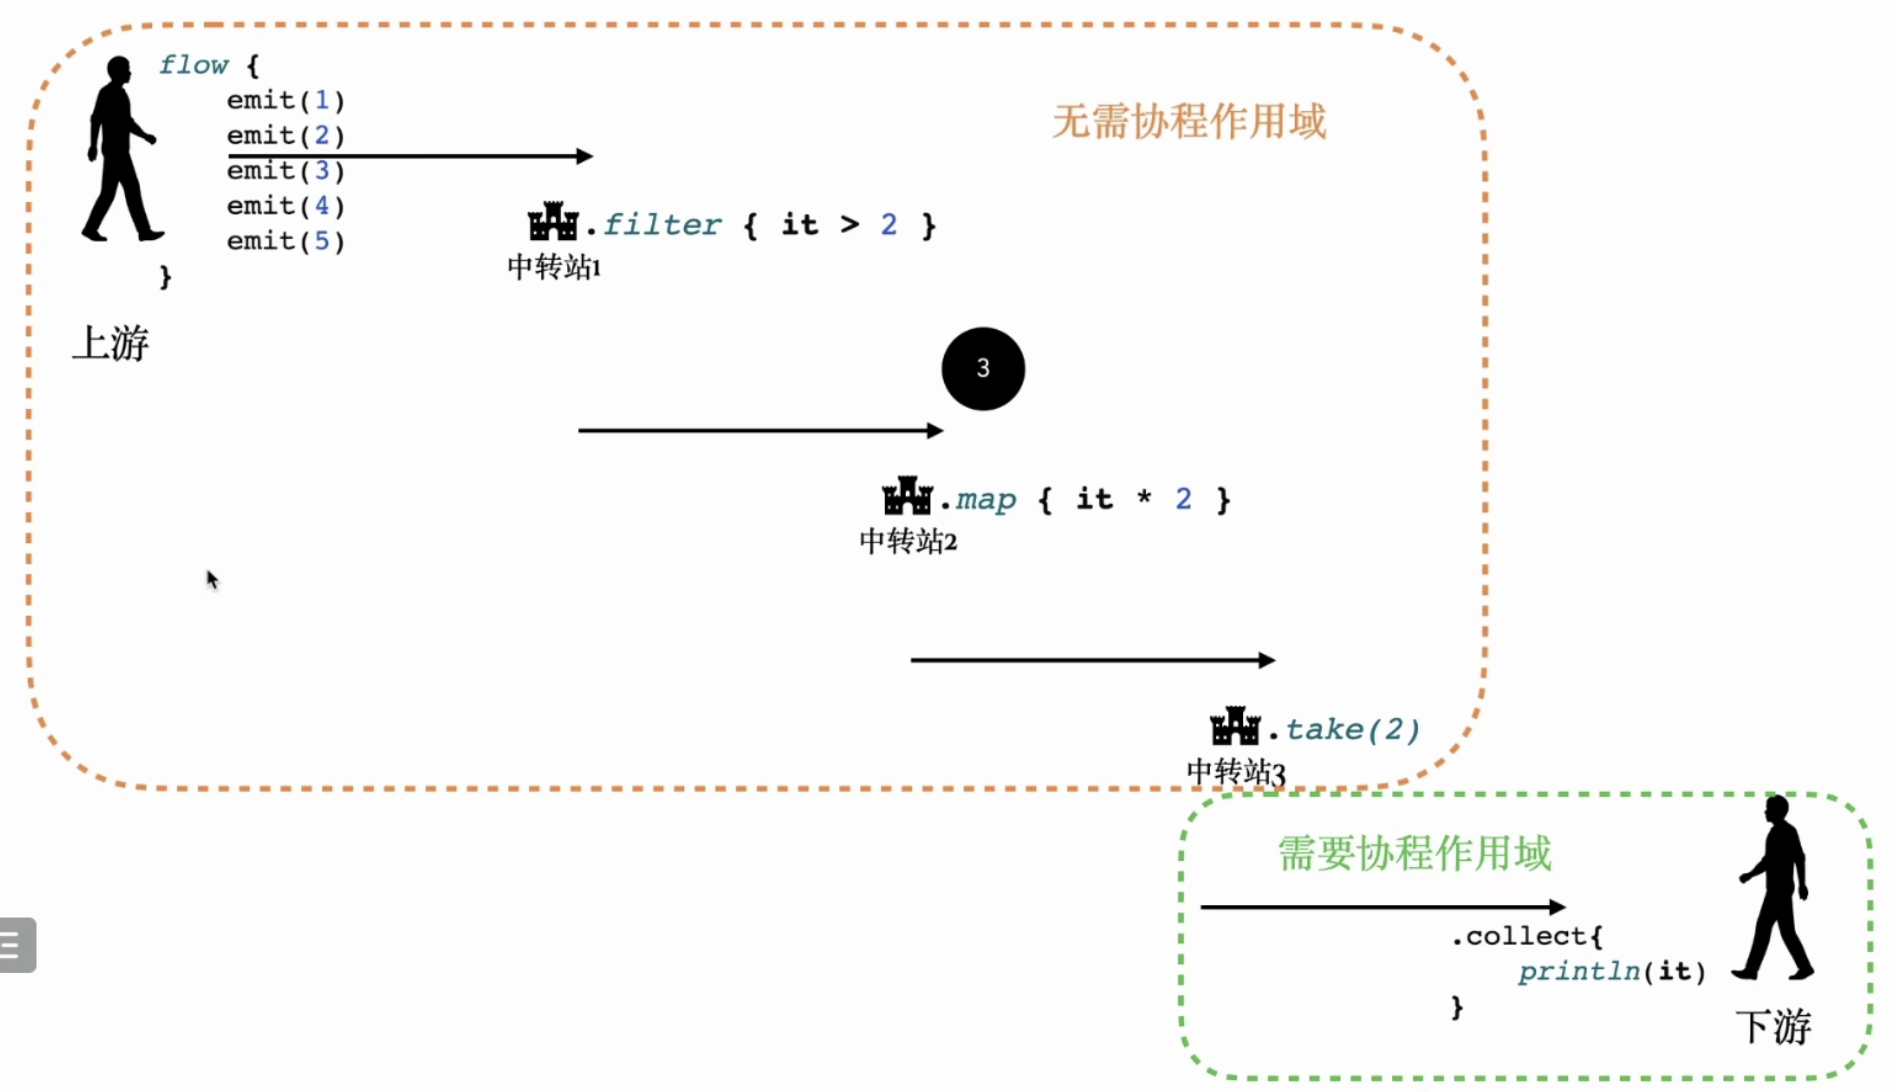 flow {
emit(1)
emit(2)
emit(3)
emit(4)
emit(5)
}
上游
无需协程作用域
.filter { it > 2 }
中转站1
3
.map { it * 2 }
中转站2
.take(2)
中转站3
需要协程作用域
.collect{
println(it)
}
下游